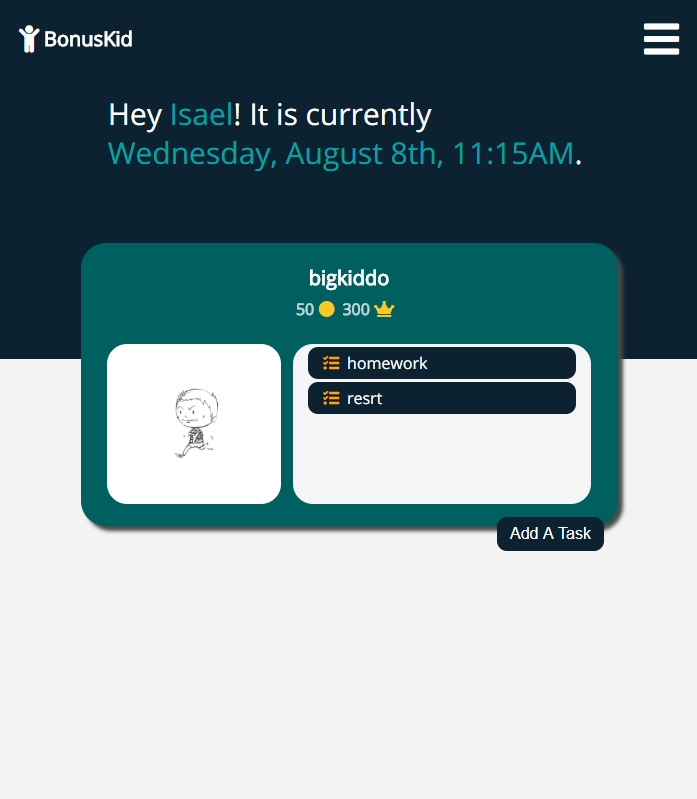 BonusKid
Hey Isael! It is currently
Wednesday, August 8th, 11:15AM.
bigkiddo
50 300
homework
resrt
Add A Task